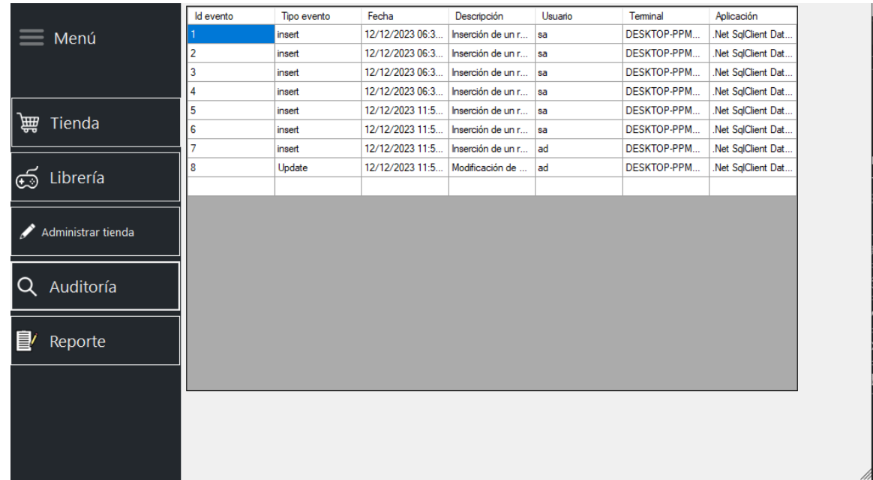 Menú
Tienda
Librería
Administrar tienda
Auditoría
Reporte
Id evento Tipo evento Fecha Descripción Usuario Terminal Aplicación
1 insert 12/12/2023 06:3... Inserción de un r... sa DESKTOP-PPM... .Net SqlClient Dat...
2 insert 12/12/2023 06:3... Inserción de un r... sa DESKTOP-PPM... .Net SqlClient Dat...
3 insert 12/12/2023 06:3... Inserción de un r... sa DESKTOP-PPM... .Net SqlClient Dat...
4 insert 12/12/2023 06:3... Inserción de un r... sa DESKTOP-PPM... .Net SqlClient Dat...
5 insert 12/12/2023 11:5... Inserción de un r... sa DESKTOP-PPM... .Net SqlClient Dat...
6 insert 12/12/2023 11:5... Inserción de un r... sa DESKTOP-PPM... .Net SqlClient Dat...
7 insert 12/12/2023 11:5... Inserción de un r... ad DESKTOP-PPM... .Net SqlClient Dat...
8 Update 12/12/2023 11:5... Modificación de ... ad DESKTOP-PPM... .Net SqlClient Dat...